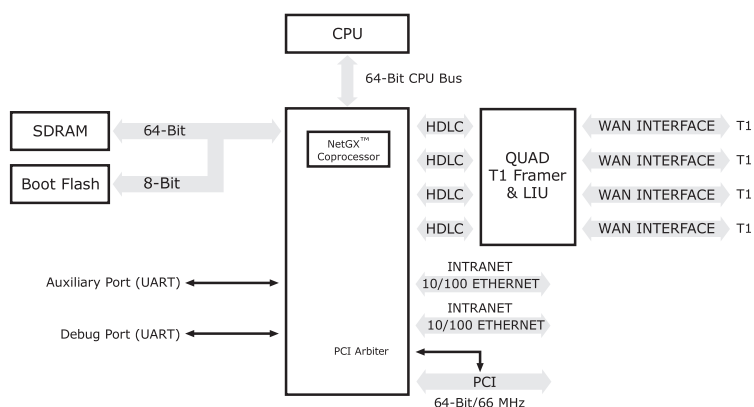 CPU
64-Bit CPU Bus
SDRAM
64-Bit
Boot Flash
8-Bit
NetGX™
Coprocessor
HDLC
HDLC
HDLC
HDLC
QUAD
T1 Framer
& LIU
WAN INTERFACE T1
WAN INTERFACE T1
WAN INTERFACE T1
WAN INTERFACE T1
Auxiliary Port (UART)
Debug Port (UART)
INTRANET
10/100 ETHERNET
INTRANET
10/100 ETHERNET
PCI Arbiter
PCI
64-Bit/66 MHz